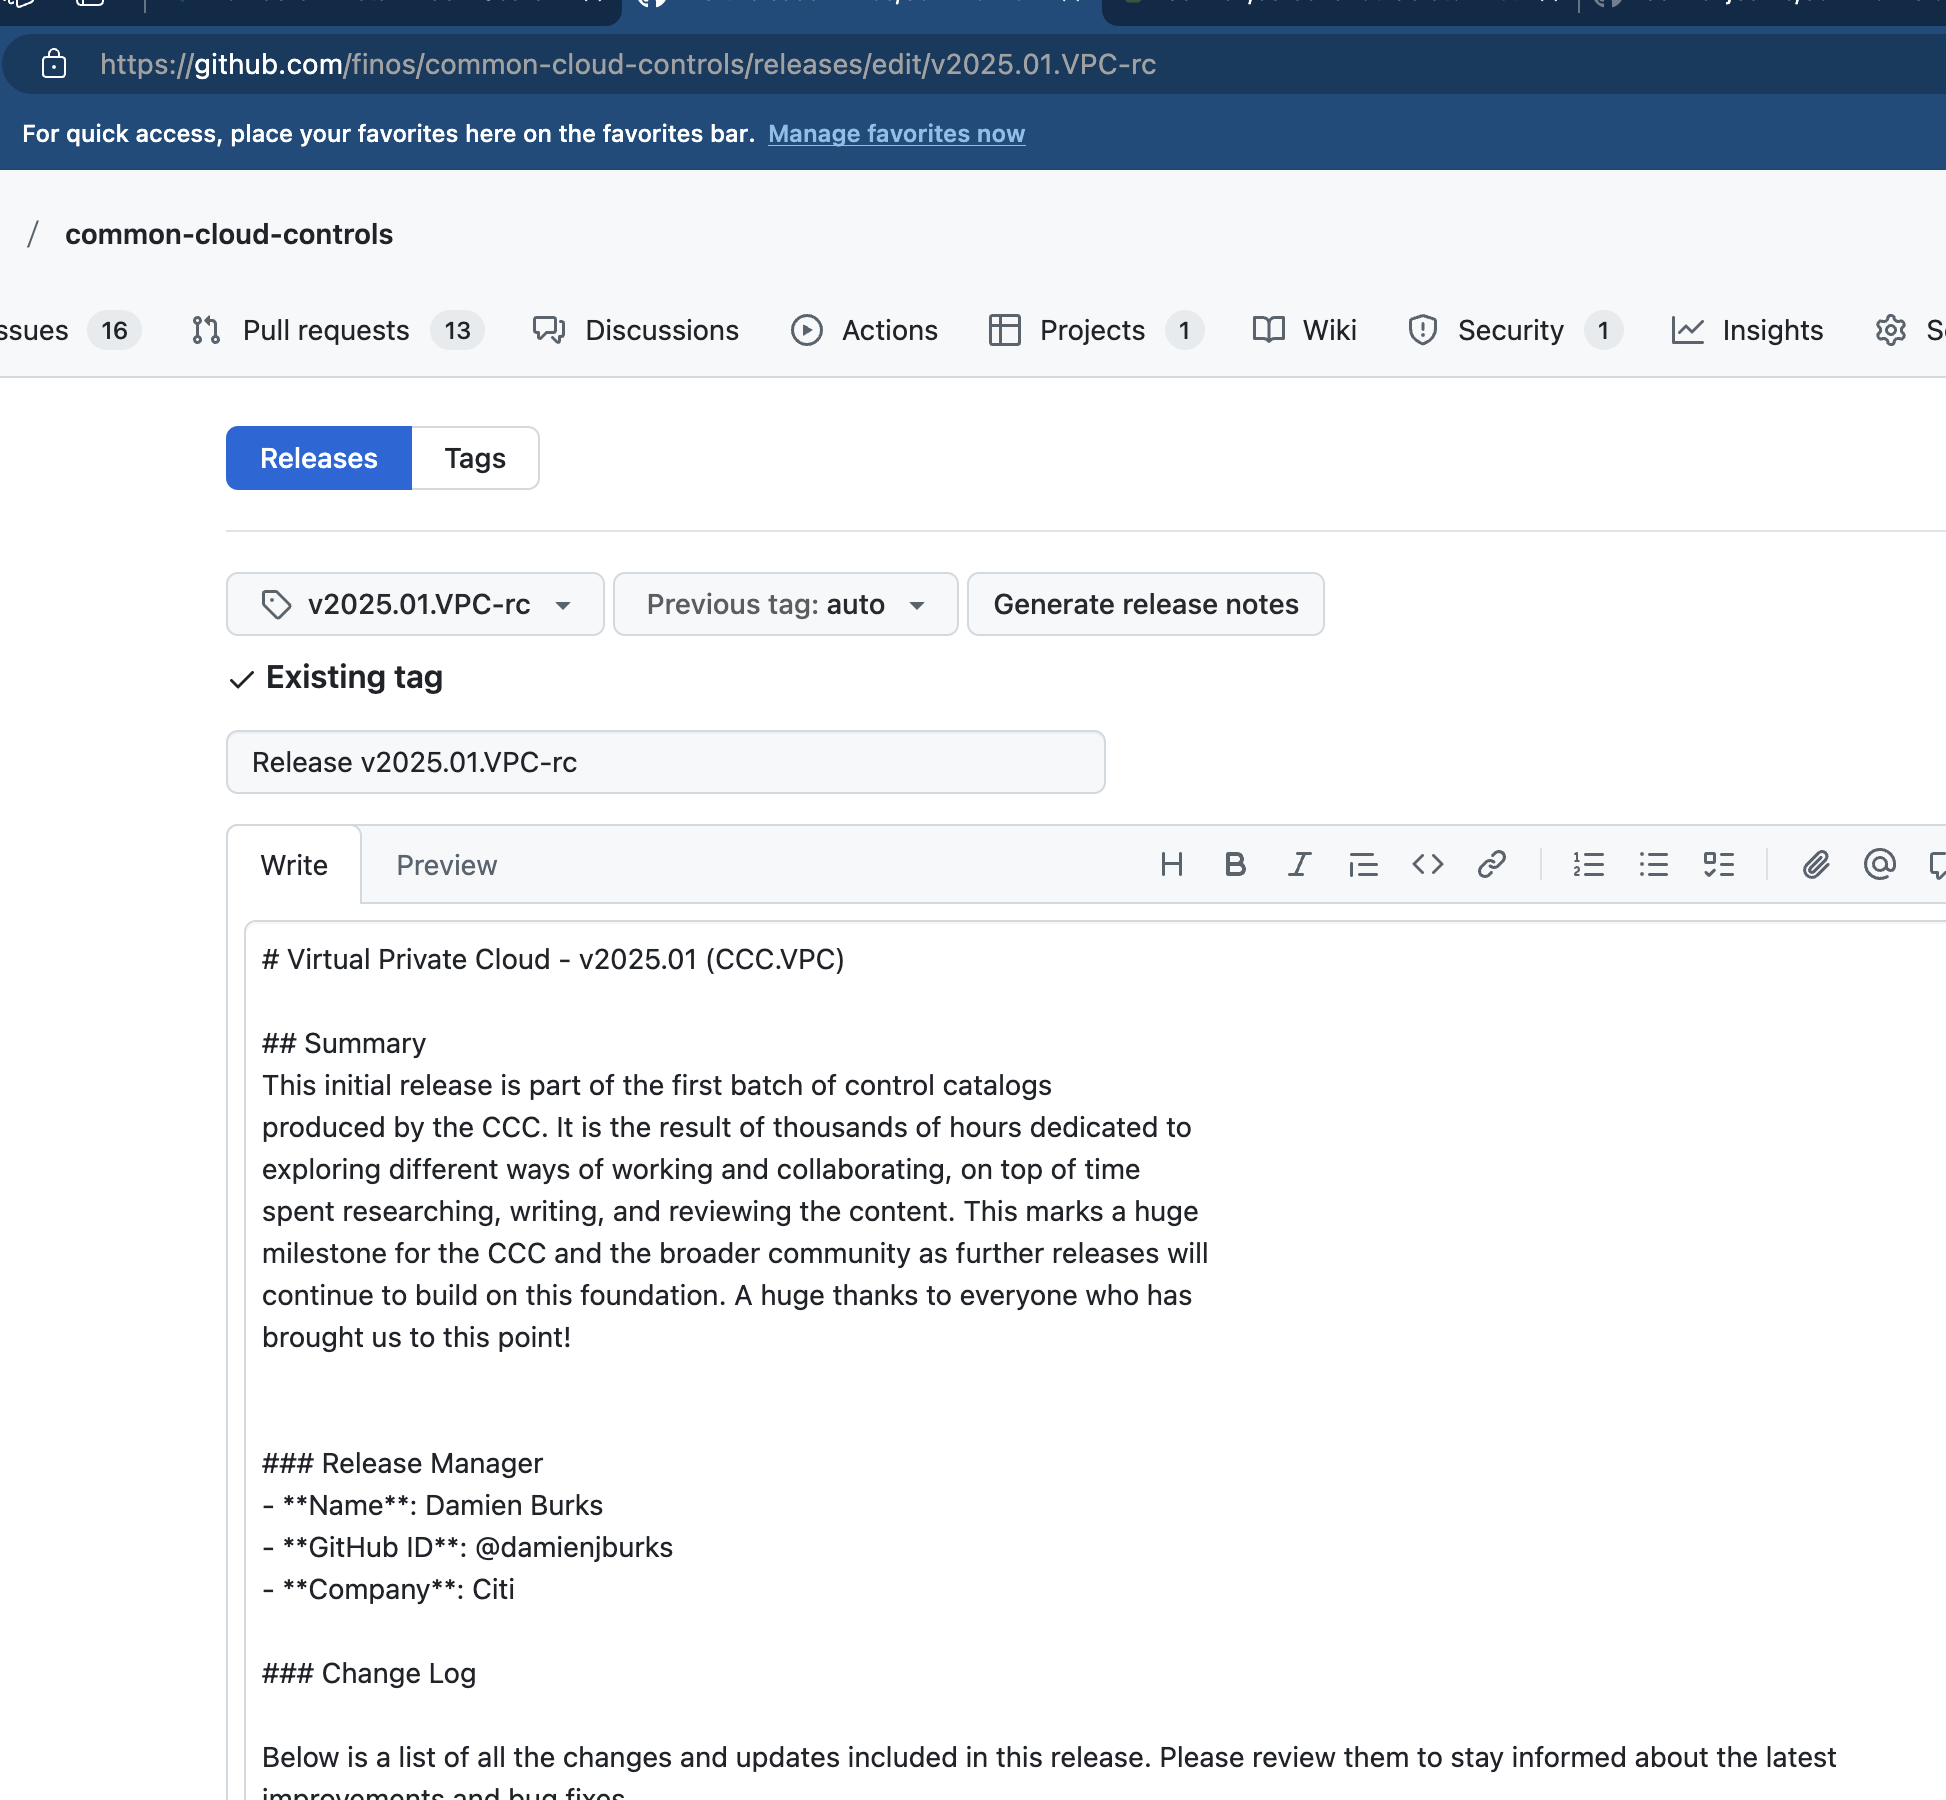 https://github.com/finos/common-cloud-controls/releases/edit/v2025.01.VPC-rc
For quick access, place your favorites here on the favorites bar. Manage favorites now
/ common-cloud-controls
ssues 16 Pull requests 13 Discussions Actions Projects 1 Wiki Security 1 Insights
Releases Tags
v2025.01.VPC-rc Previous tag: auto Generate release notes
Existing tag
Release v2025.01.VPC-rc
Write Preview
# Virtual Private Cloud - v2025.01 (CCC.VPC)
## Summary
This initial release is part of the first batch of control catalogs
produced by the CCC. It is the result of thousands of hours dedicated to
exploring different ways of working and collaborating, on top of time
spent researching, writing, and reviewing the content. This marks a huge
milestone for the CCC and the broader community as further releases will
continue to build on this foundation. A huge thanks to everyone who has
brought us to this point!
### Release Manager
- **Name**: Damien Burks
- **GitHub ID**: @damienjburks
- **Company**: Citi
### Change Log
Below is a list of all the changes and updates included in this release. Please review them to stay informed about the latest
improvements and bug fixes.